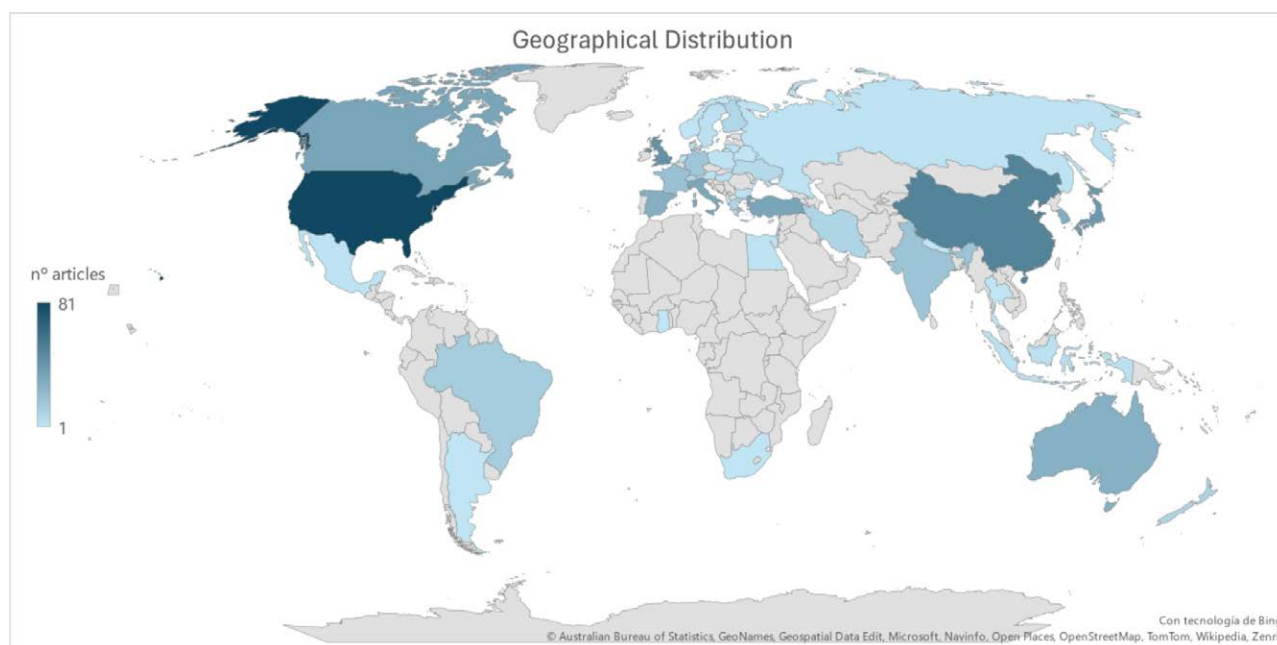 Geographical Distribution
nº articles
81
1
Con tecnología de Bing
© Australian Bureau of Statistics, GeoNames, Geospatial Data Edit, Microsoft, Navinfo, Open Places, OpenStreetMap, TomTom, Wikipedia, Zenri